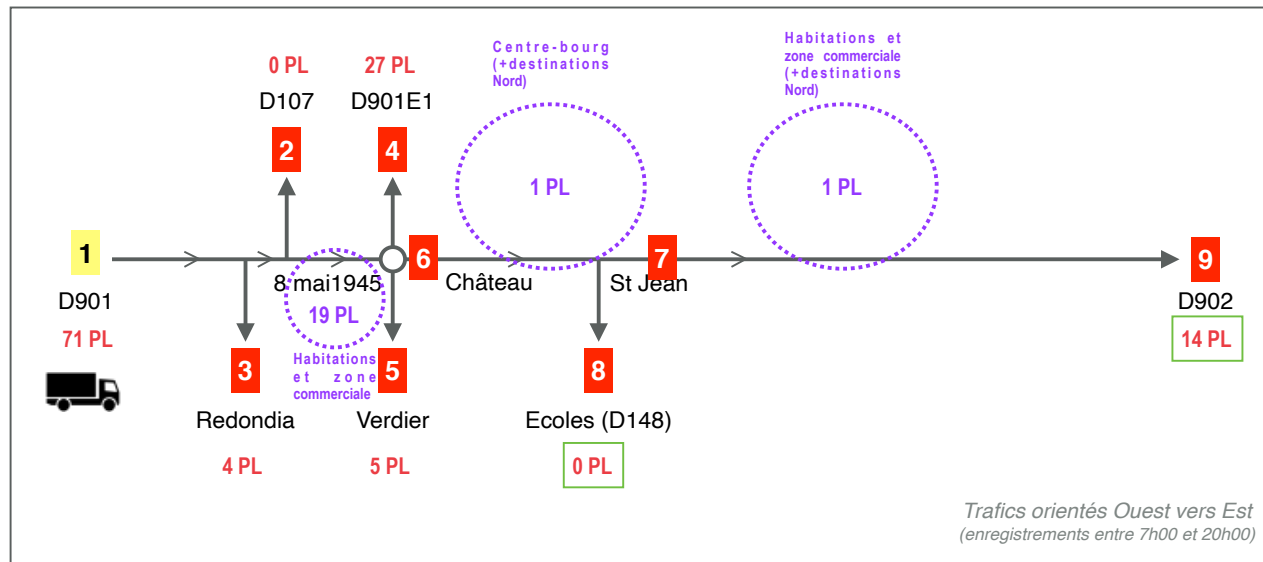 Centre-bourg
(+destinations
Nord)
Habitations et
zone commerciale
(+destinations
Nord)
0 PL
27 PL
D107
D901E1
2
4
1 PL
1 PL
1
6
7
9
8 mai1945
Château
St Jean
D901
D902
71 PL
19 PL
14 PL
Habitations
et zone
commerciale
3
5
8
Redondia
Verdier
Ecoles (D148)
4 PL
5 PL
0 PL
Trafics orientés Ouest vers Est
(enregistrements entre 7h00 et 20h00)